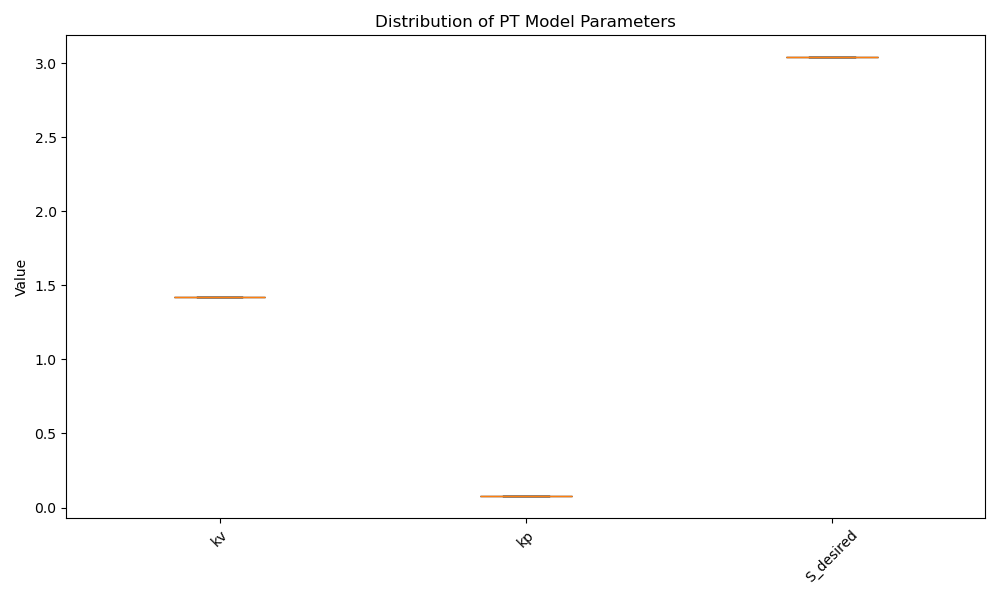 Distribution of PT Model Parameters
Value
3.0
2.5
2.0
1.5
1.0
0.5
0.0
kv
kp
S_desired